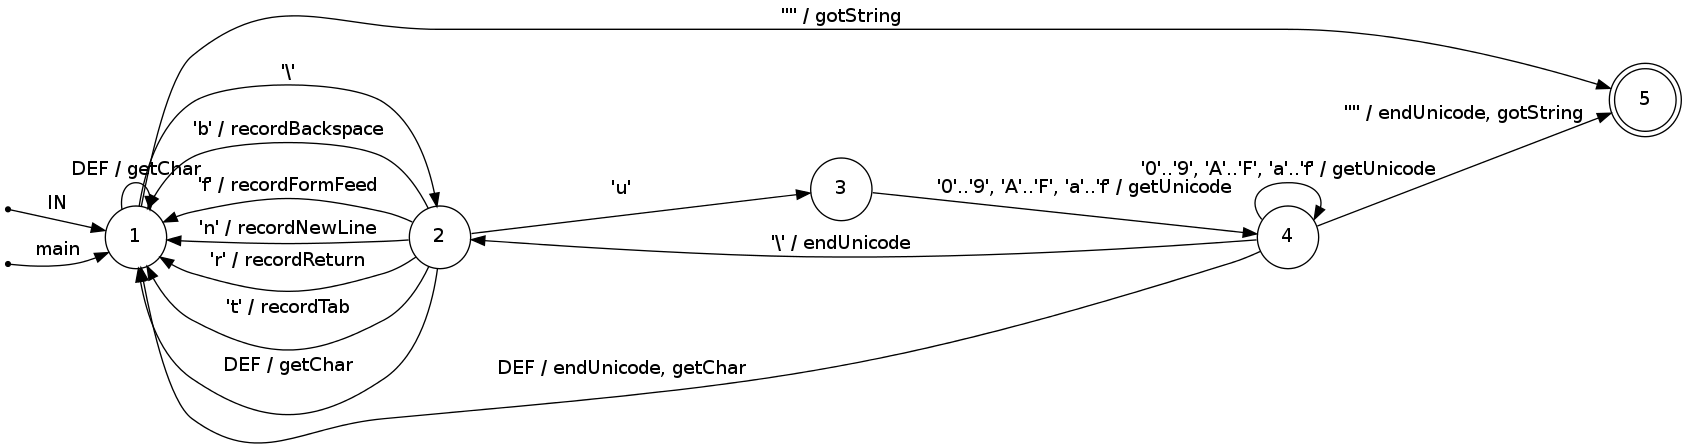 '"' / gotString
'\'
5
'"' / endUnicode, gotString
'b' / recordBackspace
DEF / getChar
'0'..'9', 'A'..'F', 'a'..'f' / getUnicode
'f' / recordFormFeed
'u'
3
'0'..'9', 'A'..'F', 'a'..'f' / getUnicode
IN
'n' / recordNewLine
1
2
4
main
'\' / endUnicode
'r' / recordReturn
't' / recordTab
DEF / getChar
DEF / endUnicode, getChar